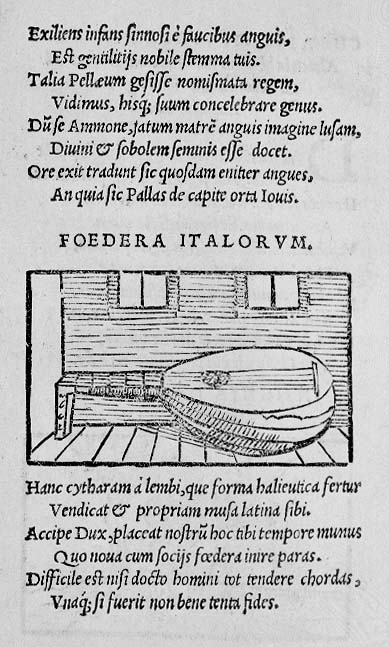 Exiliens infans sinnosi è faucibus anguis,
Est gentilitijs nobile stemma tuis.
Talia Pellæum gesisse nomismata regem,
Vidimus, hisq; suum concelebrare genus.
Dũ se Ammone, satum matrẽ anguis imagine lusam,
Diuini & sobolem seminis esse docet.
Ore exit tradunt sic quosdam enitier angues,
An quia sic Pallas de capite orta Iouis.
FOEDERA ITALORVM.
Hanc cytharam à lembi, que forma halieutica fertur
Vendicat & propriam musa latina sibi.
Accipe Dux, placeat nostrũ hoc tibi tempore munus
Quo noua cum socijs fœdera inire paras.
Difficile est nisi docto homini tot tendere chordas,
Vnaq́; si fuerit non bene tenta fides.